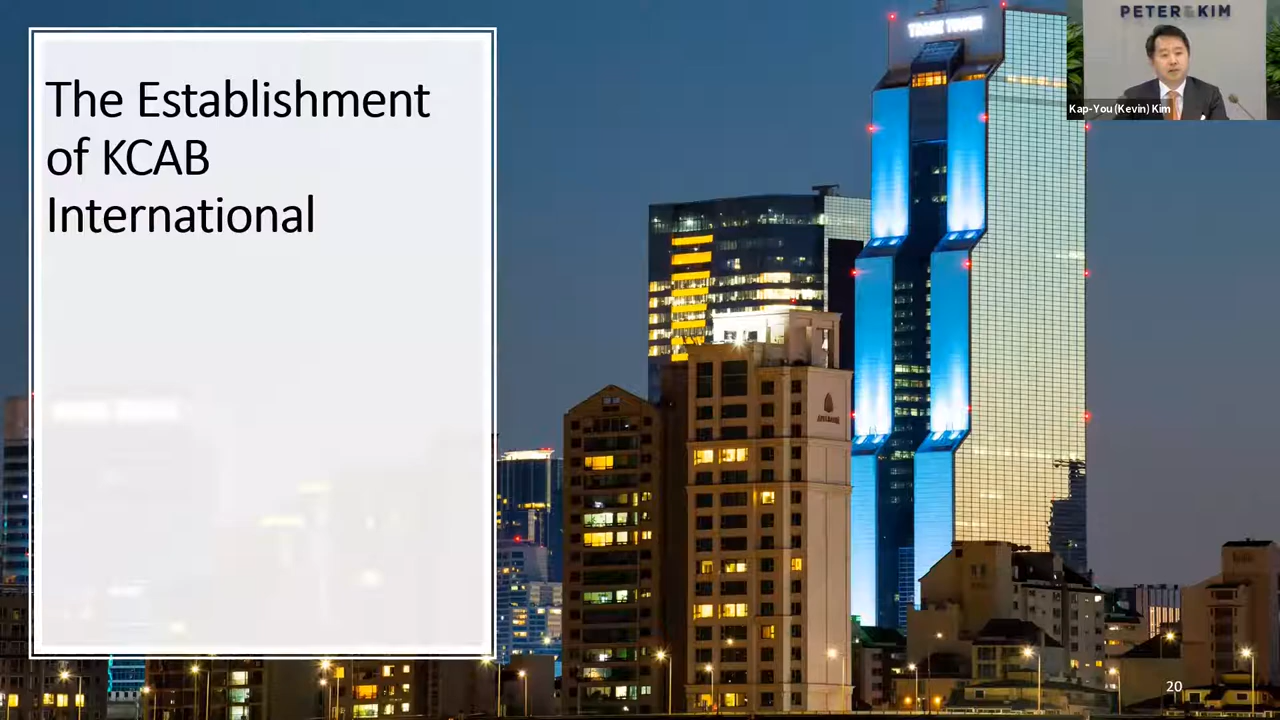 The Establishment
of KCAB
International
TRADE TOWER
PETER&KIM
Kap-You (Kevin) Kim
20